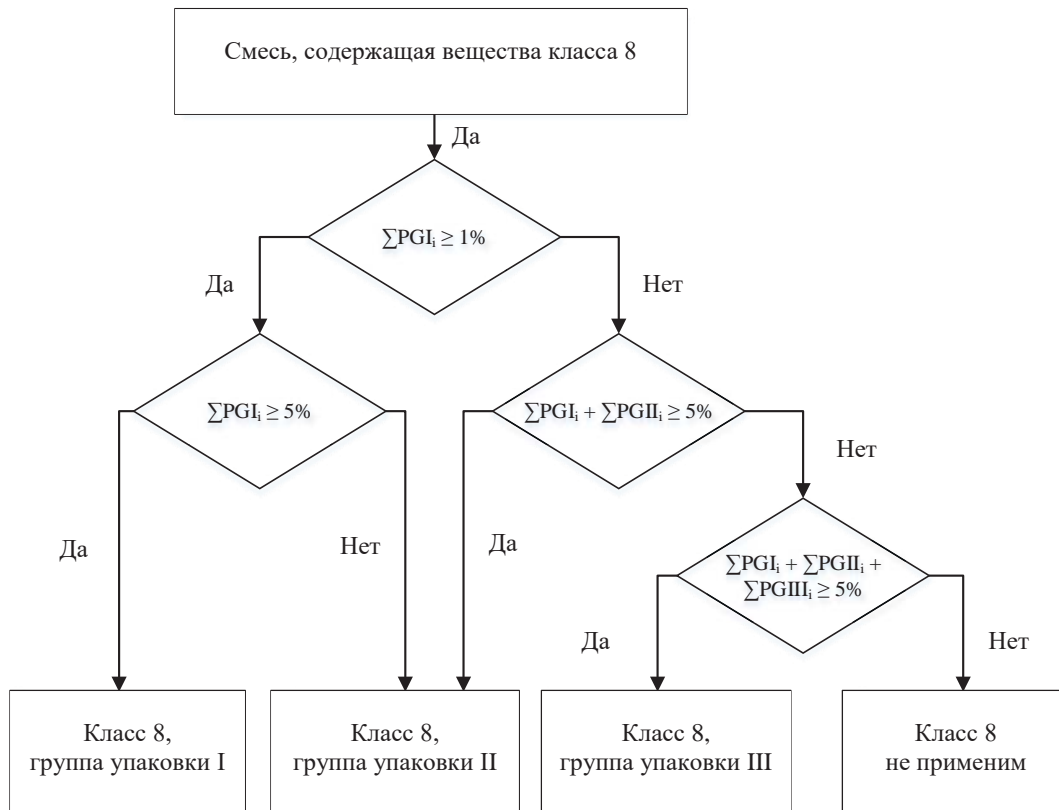 Смесь, содержащая вещества класса 8
Да
∑PGIᵢ ≥ 1%
Да
Нет
∑PGIᵢ ≥ 5%
∑PGIᵢ + ∑PGIIᵢ ≥ 5%
Нет
Да
Нет
Да
∑PGIᵢ + ∑PGIIᵢ +
∑PGIIIᵢ ≥ 5%
Да
Нет
Класс 8,
группа упаковки I
Класс 8,
группа упаковки II
Класс 8,
группа упаковки III
Класс 8
не применим